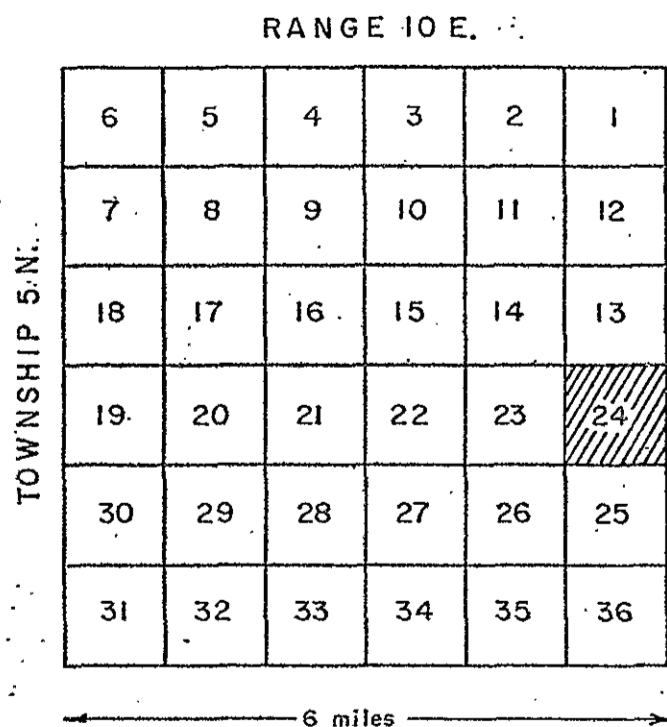 RANGE 10 E.
TOWNSHIP 5 N.
6 5 4 3 2 1
7 8 9 10 11 12
18 17 16 15 14 13
19 20 21 22 23 24
30 29 28 27 26 25
31 32 33 34 35 36
6 miles